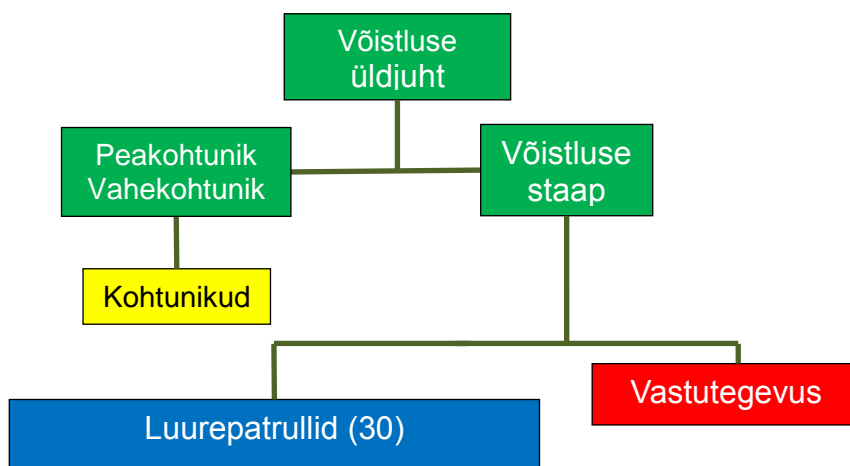 Võistluse
üldjuht
Peakohtunik
Vahekohtunik
Võistluse
staap
Kohtunikud
Vastutegevus
Luurepatrullid (30)